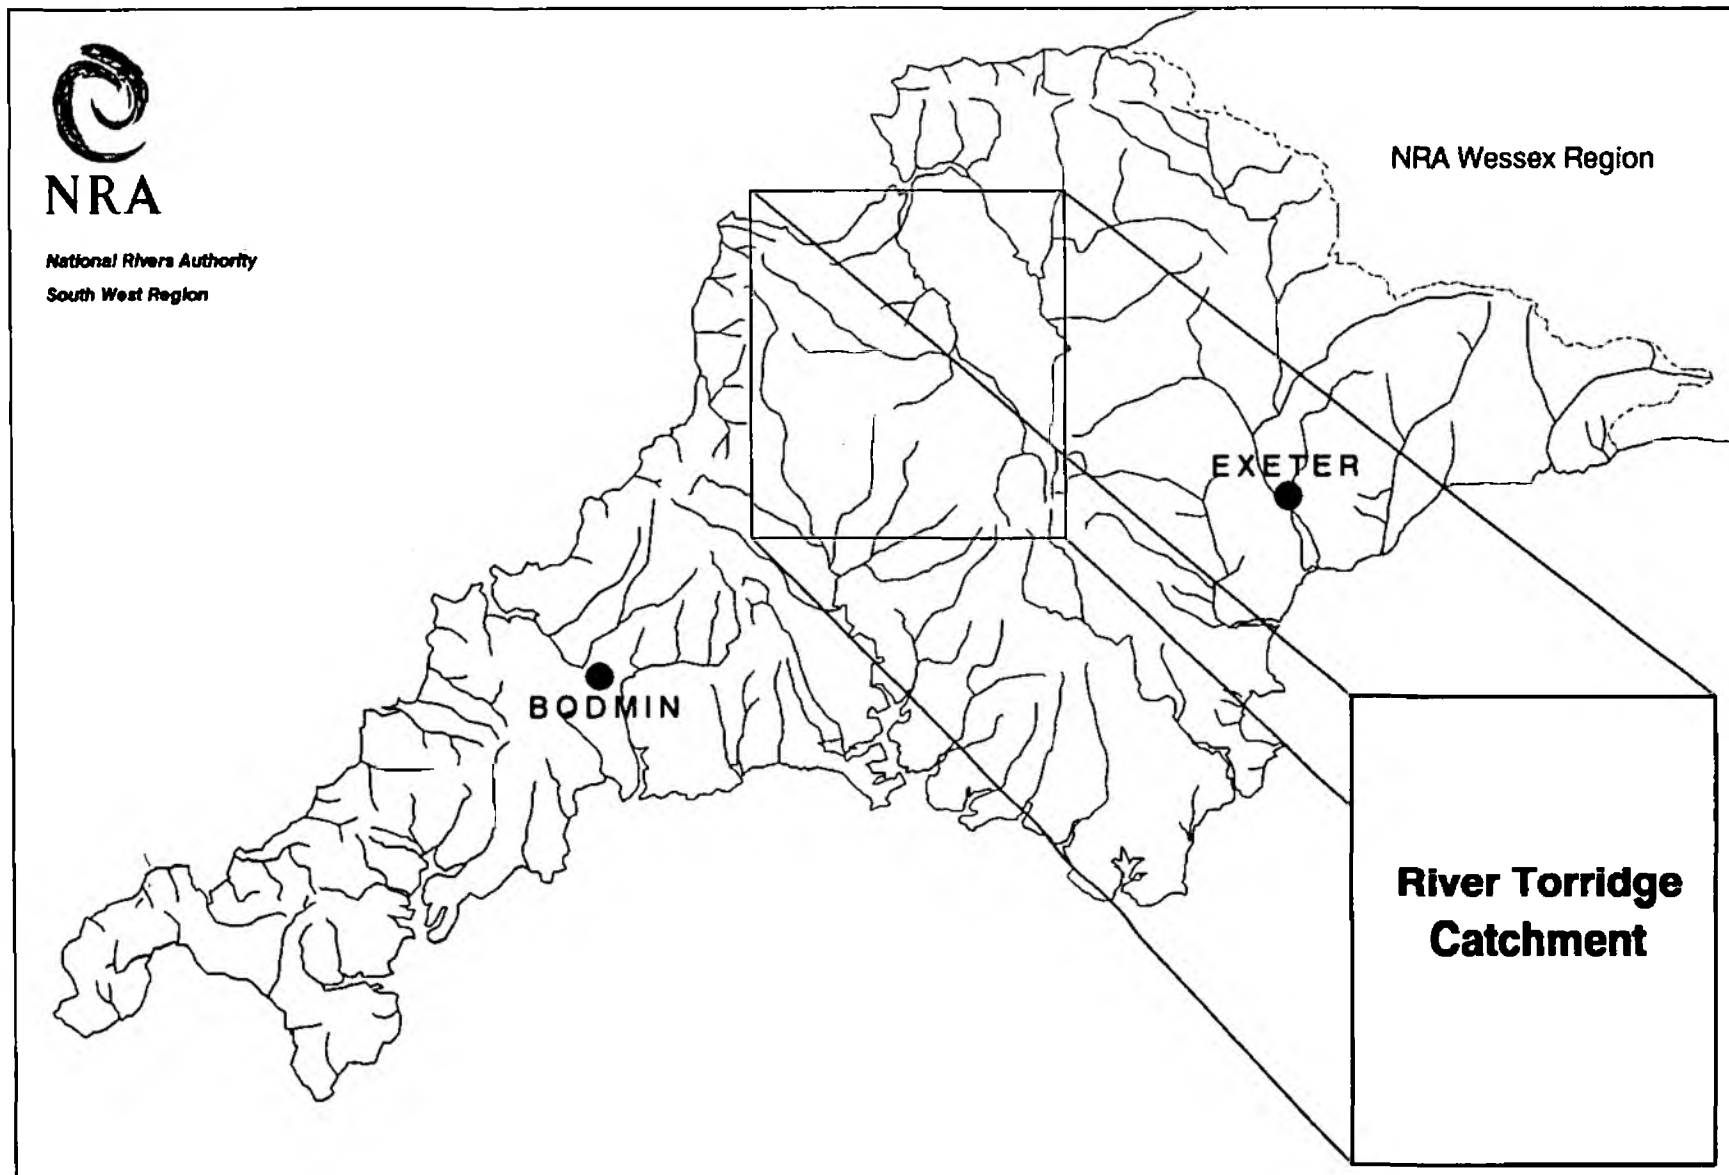 NRA
National Rivers Authority
South West Region
NRA Wessex Region
EXETER
BODMIN
River Torridge
Catchment